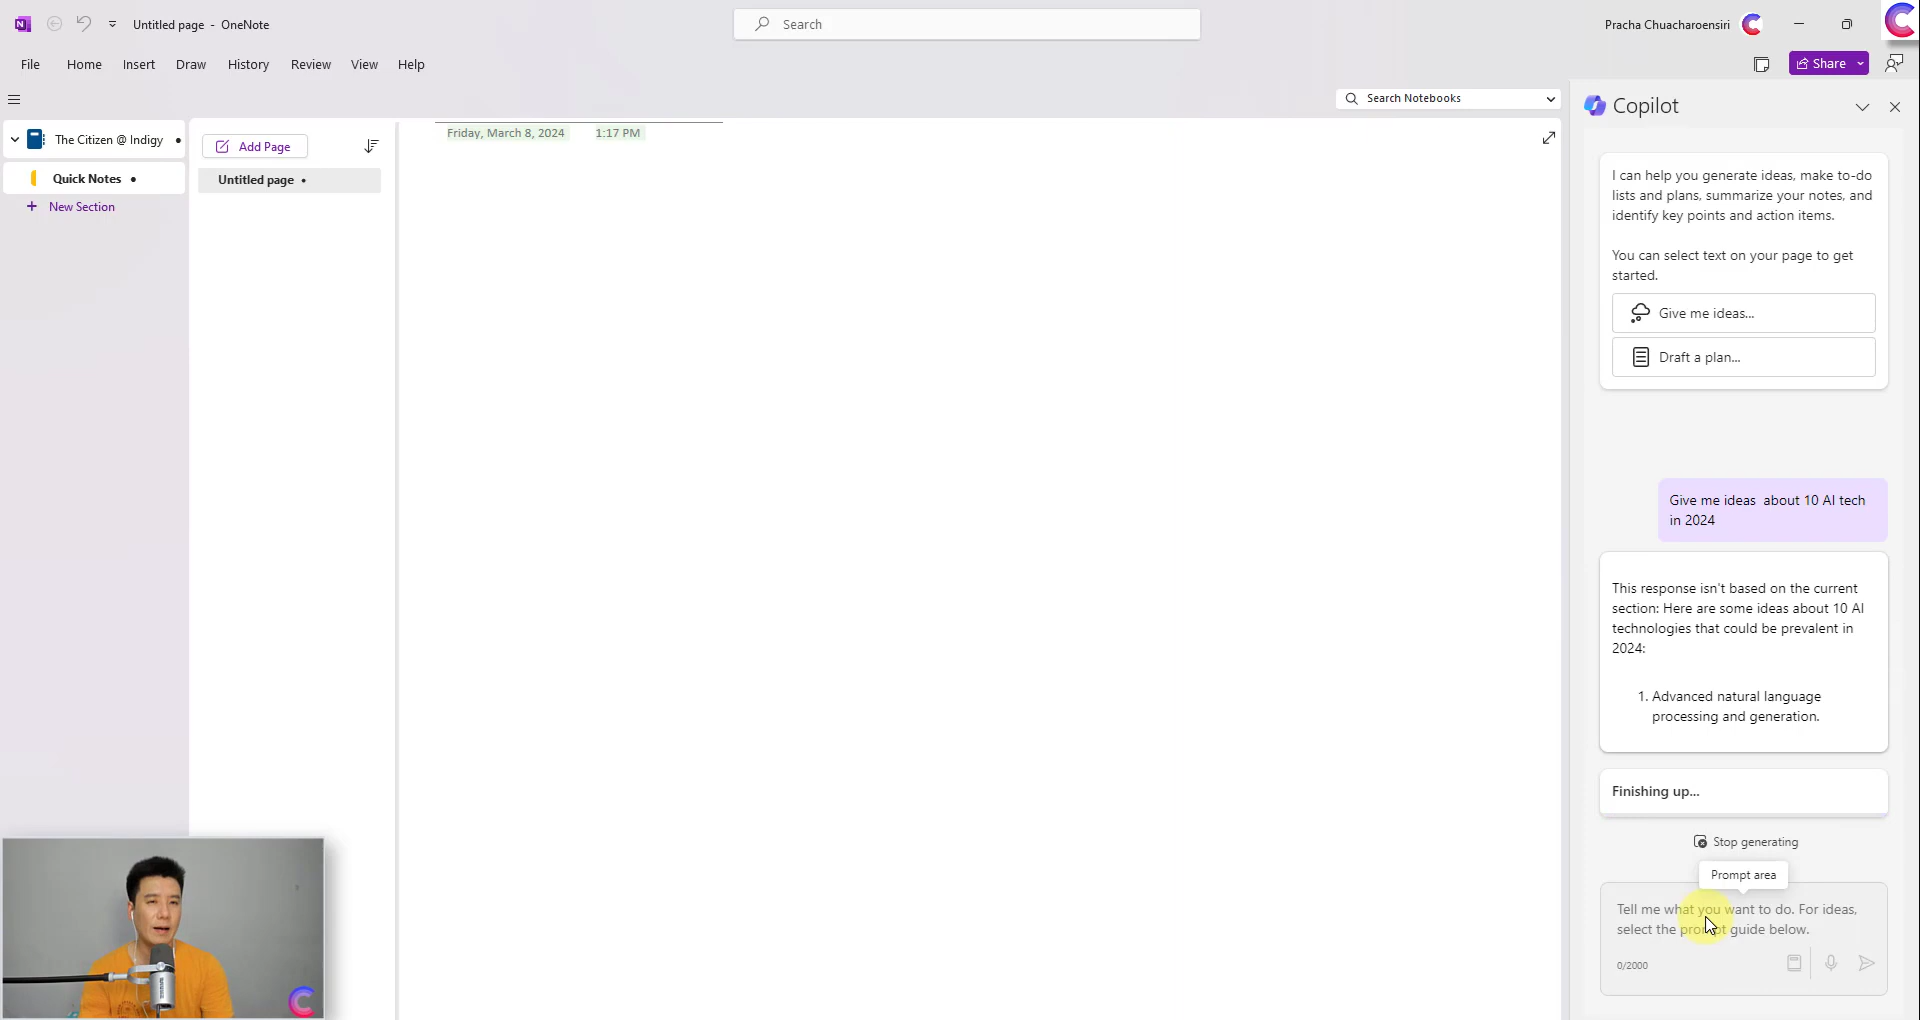 Untitled page - OneNote
Search
Pracha Chuacharoensiri
File
Home
Insert
Draw
History
Review
View
Help
Share
Search Notebooks
Copilot
The Citizen @ Indigy
Quick Notes
+ New Section
Add Page
Untitled page
Friday, March 8, 2024
1:17 PM
I can help you generate ideas, make to-do
lists and plans, summarize your notes, and
identify key points and action items.
You can select text on your page to get
started.
Give me ideas...
Draft a plan...
Give me ideas  about 10 AI tech
in 2024
This response isn't based on the current
section: Here are some ideas about 10 AI
technologies that could be prevalent in
2024:
1. Advanced natural language
processing and generation.
Finishing up...
Stop generating
Prompt area
Tell me what you want to do. For ideas,
select the prompt guide below.
0/2000